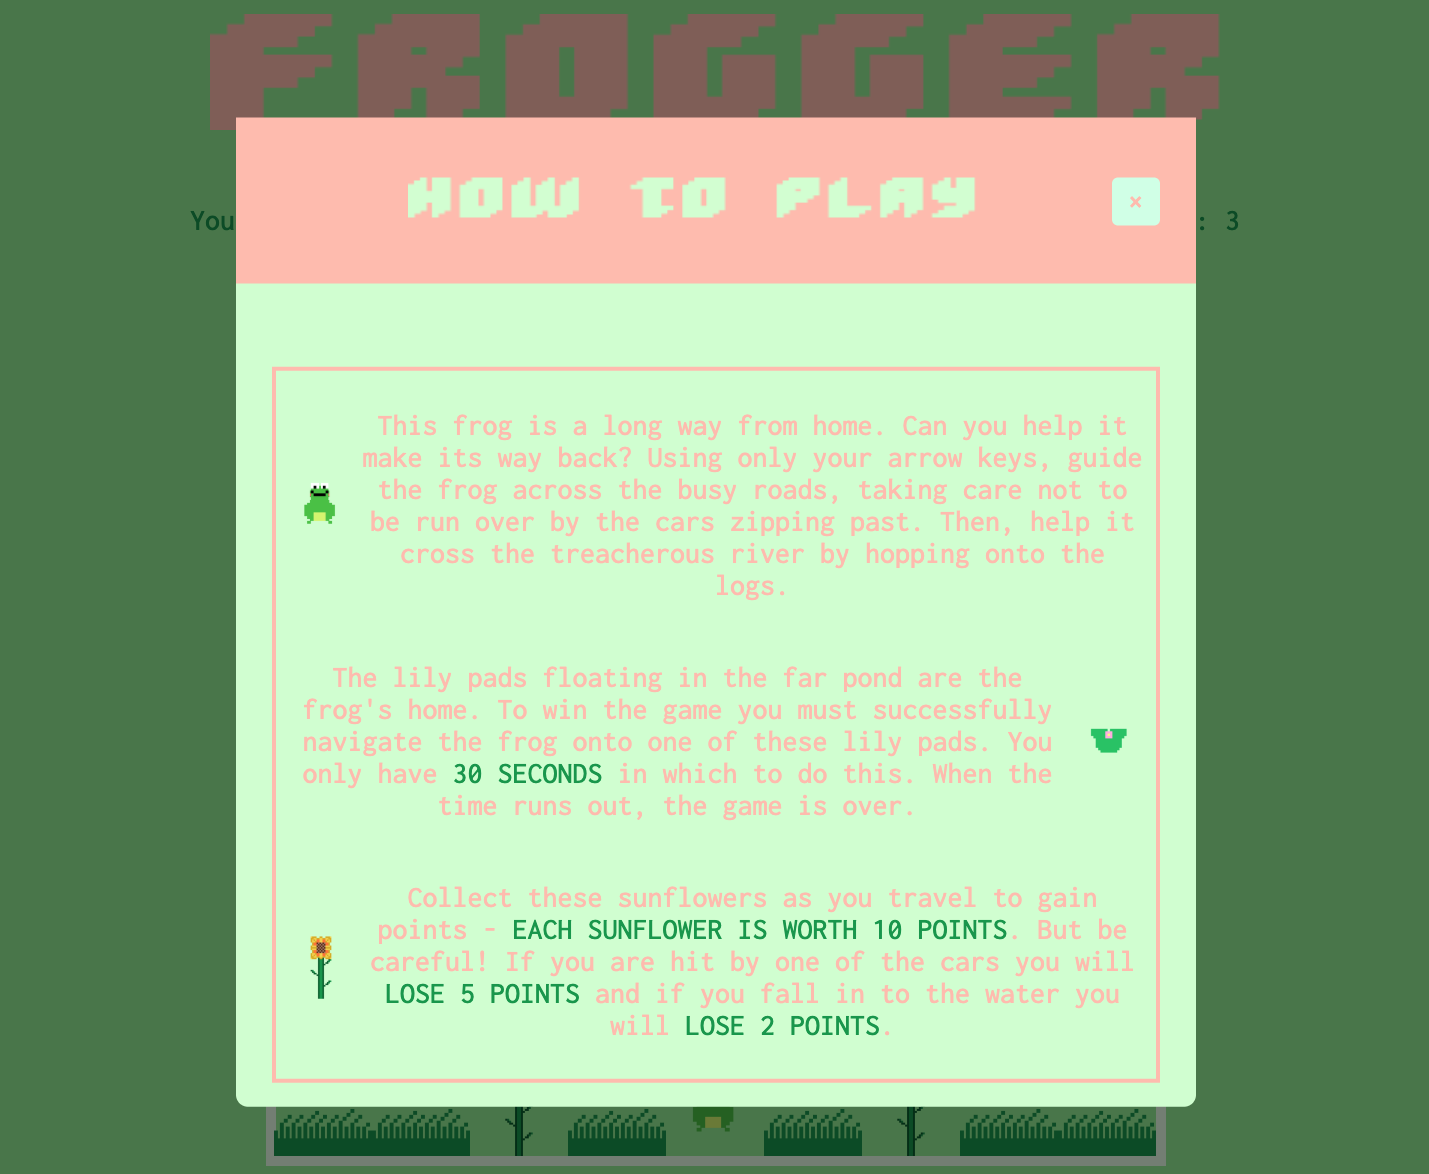 FROGGER
HOW TO PLAY
×
You
: 3
This frog is a long way from home. Can you help it
make its way back? Using only your arrow keys, guide
the frog across the busy roads, taking care not to
be run over by the cars zipping past. Then, help it
cross the treacherous river by hopping onto the
logs.
The lily pads floating in the far pond are the
frog's home. To win the game you must successfully
navigate the frog onto one of these lily pads. You
only have 30 SECONDS in which to do this. When the
time runs out, the game is over.
Collect these sunflowers as you travel to gain
points - EACH SUNFLOWER IS WORTH 10 POINTS. But be
careful! If you are hit by one of the cars you will
LOSE 5 POINTS and if you fall in to the water you
will LOSE 2 POINTS.